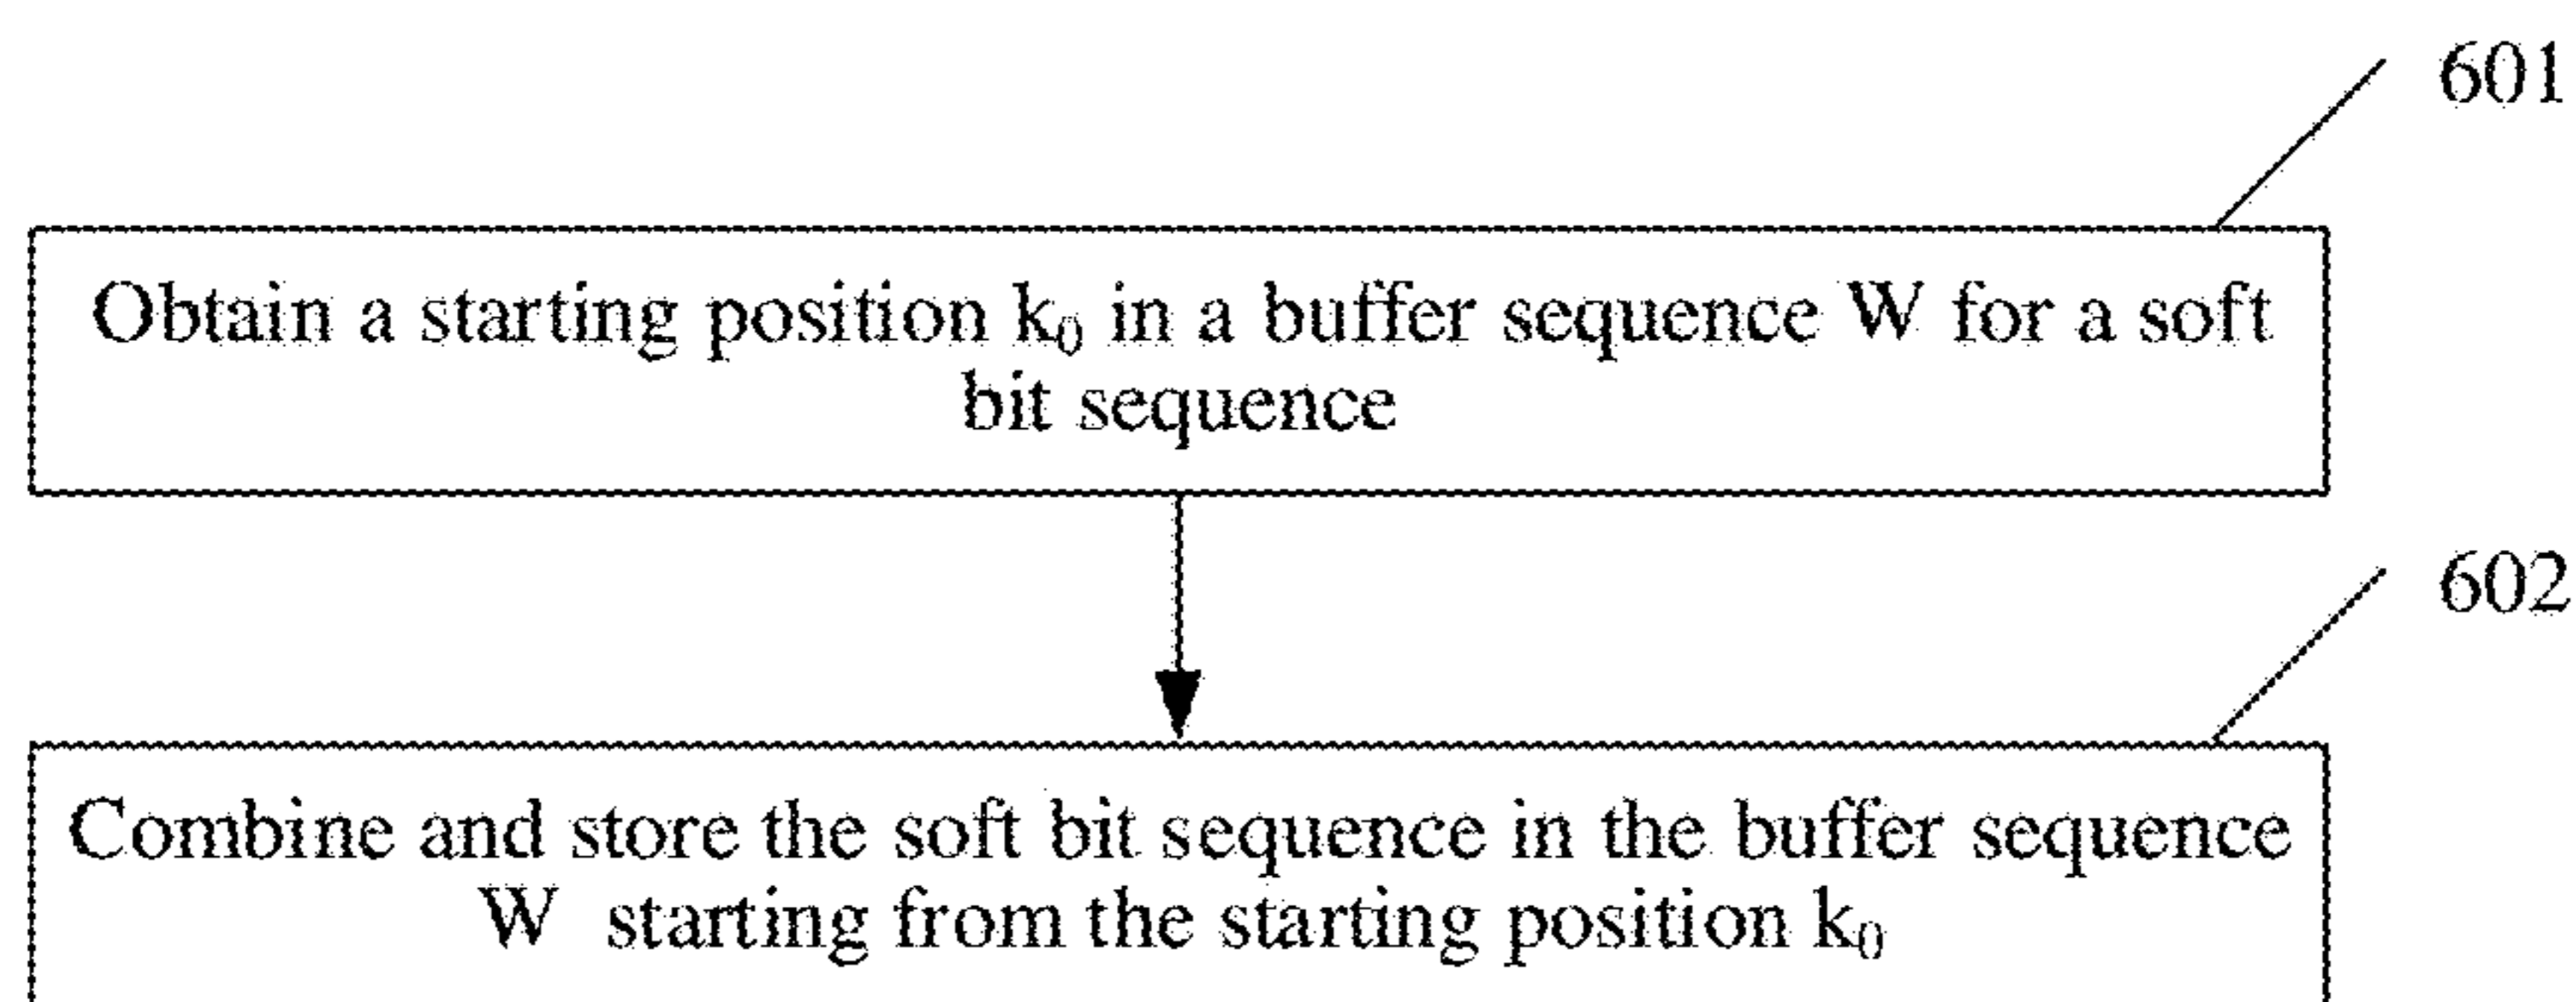 601
Obtain a starting position k₀ in a buffer sequence W for a soft
bit sequence
602
Combine and store the soft bit sequence in the buffer sequence
W starting from the starting position k₀